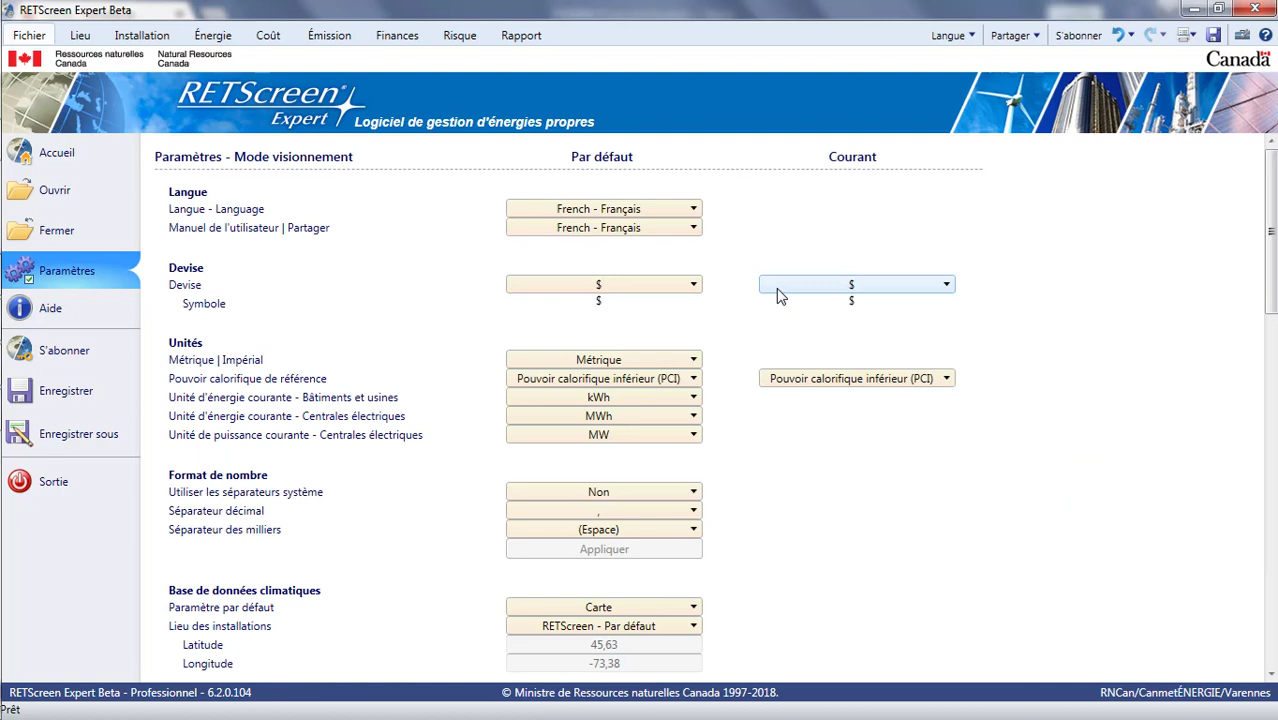 RETScreen Expert Beta
Fichier Lieu Installation Énergie Coût Émission Finances Risque Rapport Langue Partager S'abonner
Ressources naturelles Natural Resources
Canada Canada
Canada
RETScreen®
Expert
Logiciel de gestion d'énergies propres
Accueil
Ouvrir
Fermer
Paramètres
Aide
S'abonner
Enregistrer
Enregistrer sous
Sortie
Paramètres - Mode visionnement Par défaut Courant
Langue
Langue - Language French - Français
Manuel de l'utilisateur | Partager French - Français
Devise
Devise $ $
Symbole $ $
Unités
Métrique | Impérial Métrique
Pouvoir calorifique de référence Pouvoir calorifique inférieur (PCI) Pouvoir calorifique inférieur (PCI)
Unité d'énergie courante - Bâtiments et usines kWh
Unité d'énergie courante - Centrales électriques MWh
Unité de puissance courante - Centrales électriques MW
Format de nombre
Utiliser les séparateurs système Non
Séparateur décimal ,
Séparateur des milliers (Espace)
Appliquer
Base de données climatiques
Paramètre par défaut Carte
Lieu des installations RETScreen - Par défaut
Latitude 45,63
Longitude -73,38
RETScreen Expert Beta - Professionnel - 6.2.0.104 © Ministre de Ressources naturelles Canada 1997-2018. RNCan/CanmetÉNERGIE/Varennes
Prêt